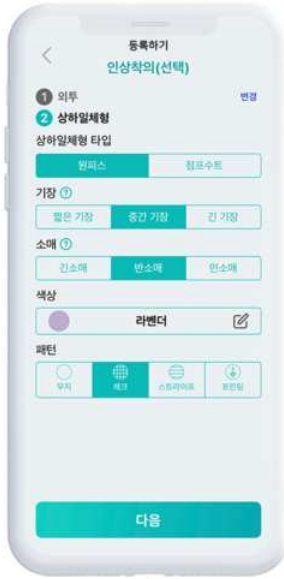 등록하기
인상착의(선택)
1 외투 변경
2 상하일체형
상하일체형 타입
원피스 점프수트
기장 ?
짧은 기장 중간 기장 긴 기장
소매 ?
긴소매 반소매 민소매
색상
라벤더
패턴
무지 체크 스트라이프 프린팅
다음